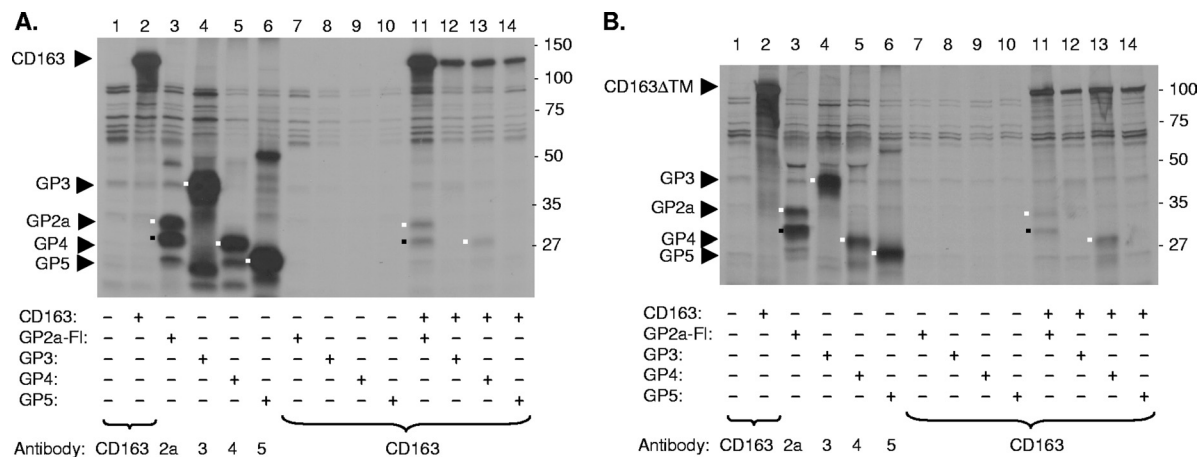 A.
1 2 3 4 5 6 7 8 9 10 11 12 13 14
CD163
GP3
GP2a
GP4
GP5
- 150
- 100
- 75
- 50
- 35
- 27
CD163: – + – – – – – – – – + + + +
GP2a-Fl: – – + – – – + – – – + – – –
GP3: – – – + – – – + – – – + – –
GP4: – – – – + – – – + – – – + –
GP5: – – – – – + – – – + – – – +
Antibody: CD163 2a 3 4 5 CD163
B.
1 2 3 4 5 6 7 8 9 10 11 12 13 14
CD163ΔTM
GP3
GP2a
GP4
GP5
- 100
- 75
- 50
- 35
- 27
CD163: – + – – – – – – – – + + + +
GP2a-Fl: – – + – – – + – – – + – – –
GP3: – – – + – – – + – – – + – –
GP4: – – – – + – – – + – – – + –
GP5: – – – – – + – – – + – – – +
Antibody: CD163 2a 3 4 5 CD163